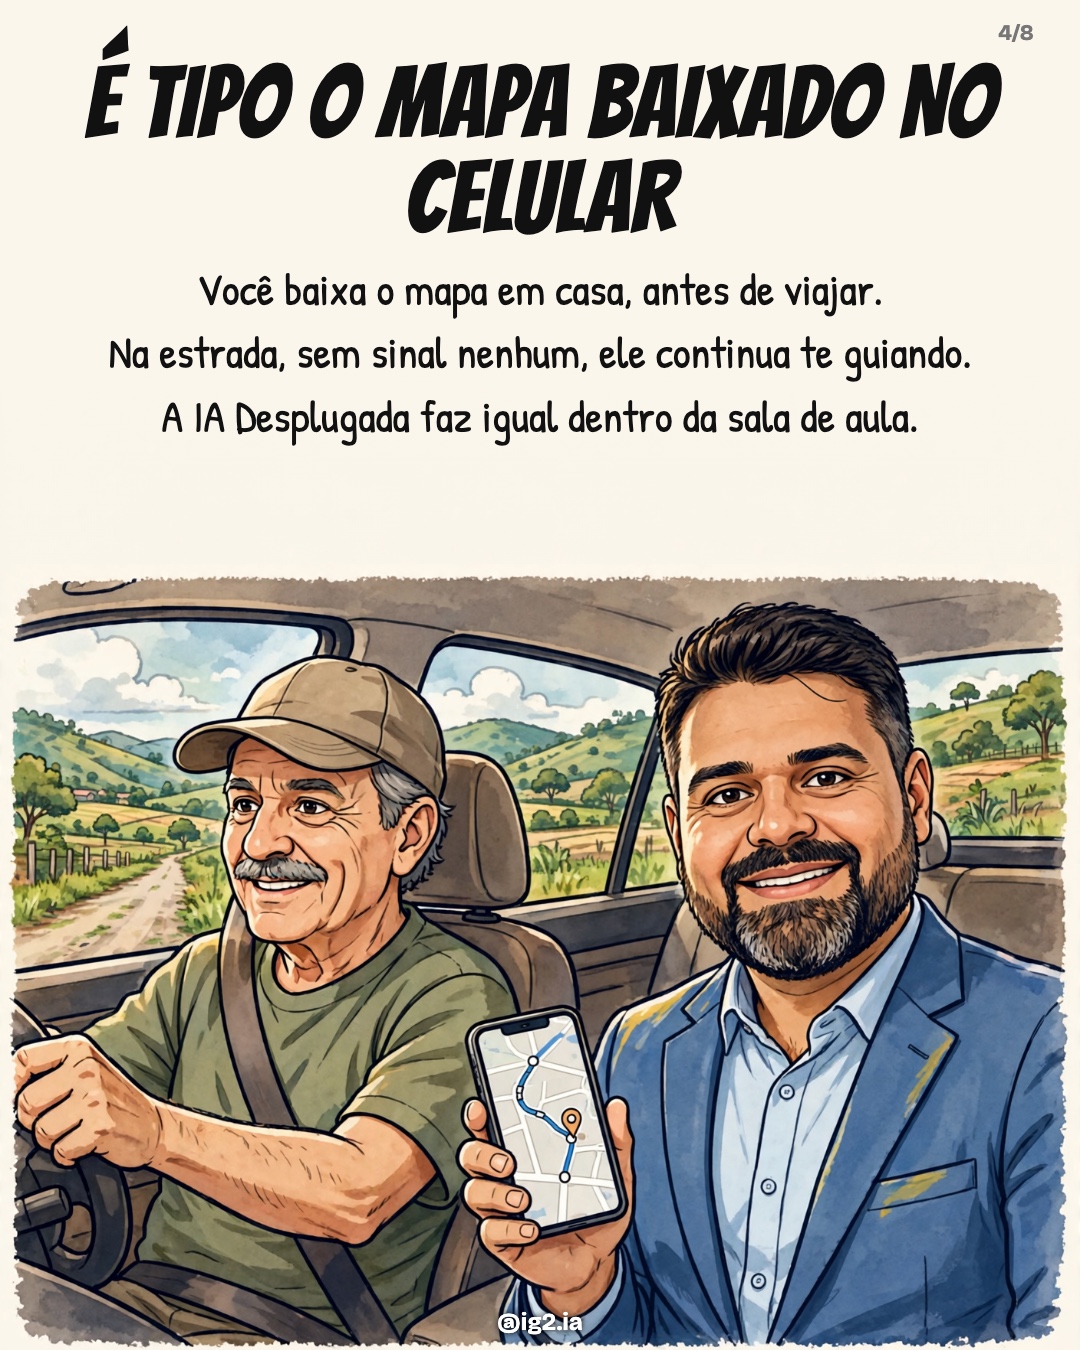 4/8
É TIPO O MAPA BAIXADO NO
CELULAR
Você baixa o mapa em casa, antes de viajar.
Na estrada, sem sinal nenhum, ele continua te guiando.
A IA Desplugada faz igual dentro da sala de aula.
@ig2.ia